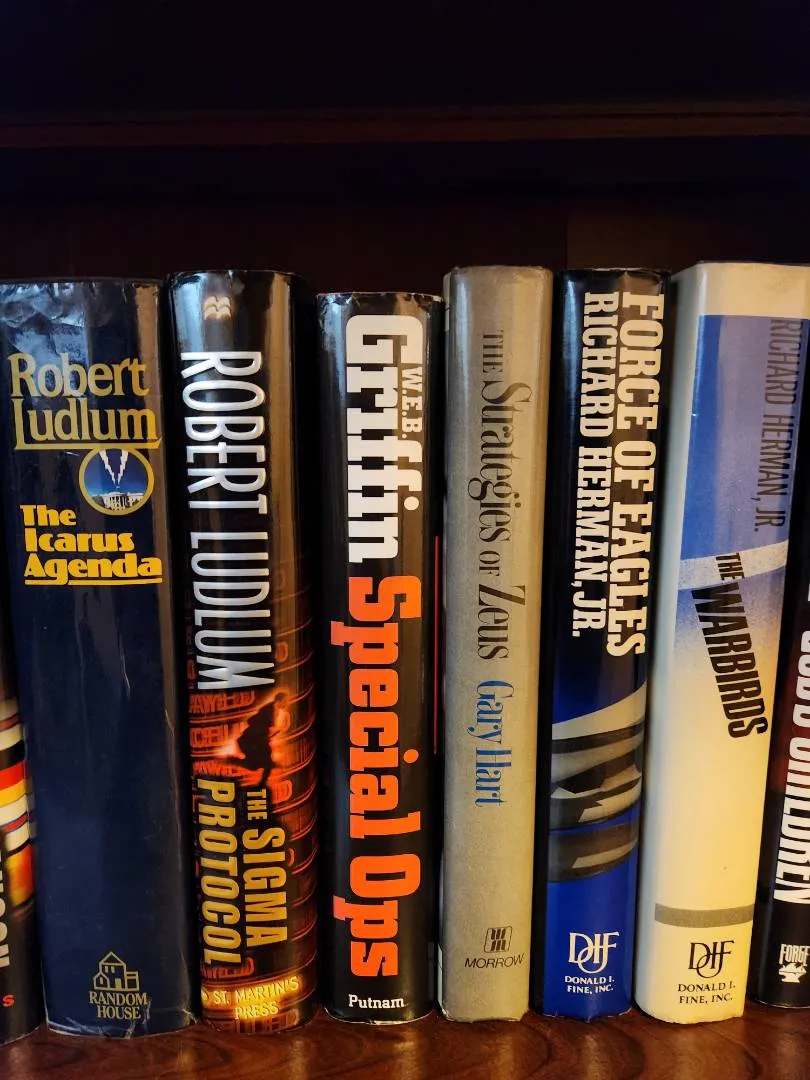 Robert
Ludlum
The
Icarus
Agenda
RANDOM
HOUSE
ROBERT LUDLUM
THE SIGMA
PROTOCOL
ST. MARTIN'S
PRESS
W.E.B.
Griffin
Special Ops
Putnam
THE Strategies OF Zeus
Gary Hart
MORROW
FORCE OF EAGLES
RICHARD HERMAN, JR.
DIF
DONALD I.
FINE, INC.
RICHARD HERMAN, JR.
THE
WARBIRDS
DIF
DONALD I.
FINE, INC.
CHILDREN
FORGE